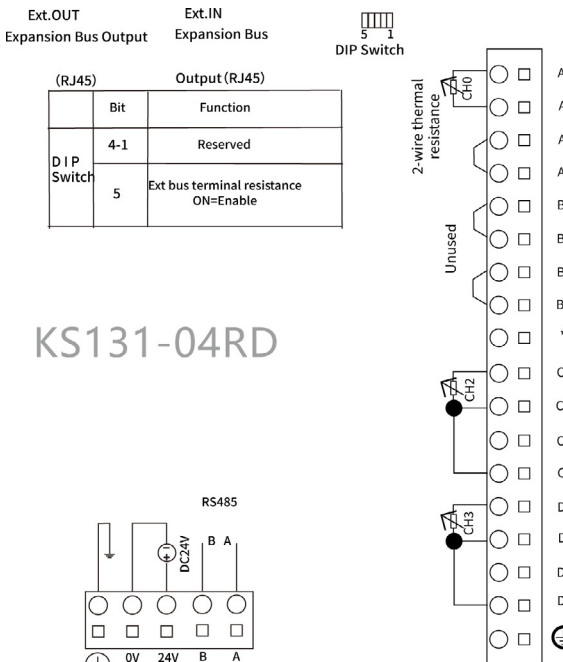 Ext.OUT
Expansion Bus Output
Ext.IN
Expansion Bus
5 1
DIP Switch
(RJ45)
Output (RJ45)
Bit Function
DIP
Switch
4-1 Reserved
5 Ext bus terminal resistance
ON=Enable
KS131-04RD
2-wire thermal
resistance
CH0
Unused
CH2
CH3
A
A
A
A
B
B
B
B
C
C
C
C
D
D
D
D
RS485
DC24V
B A
0V 24V B A